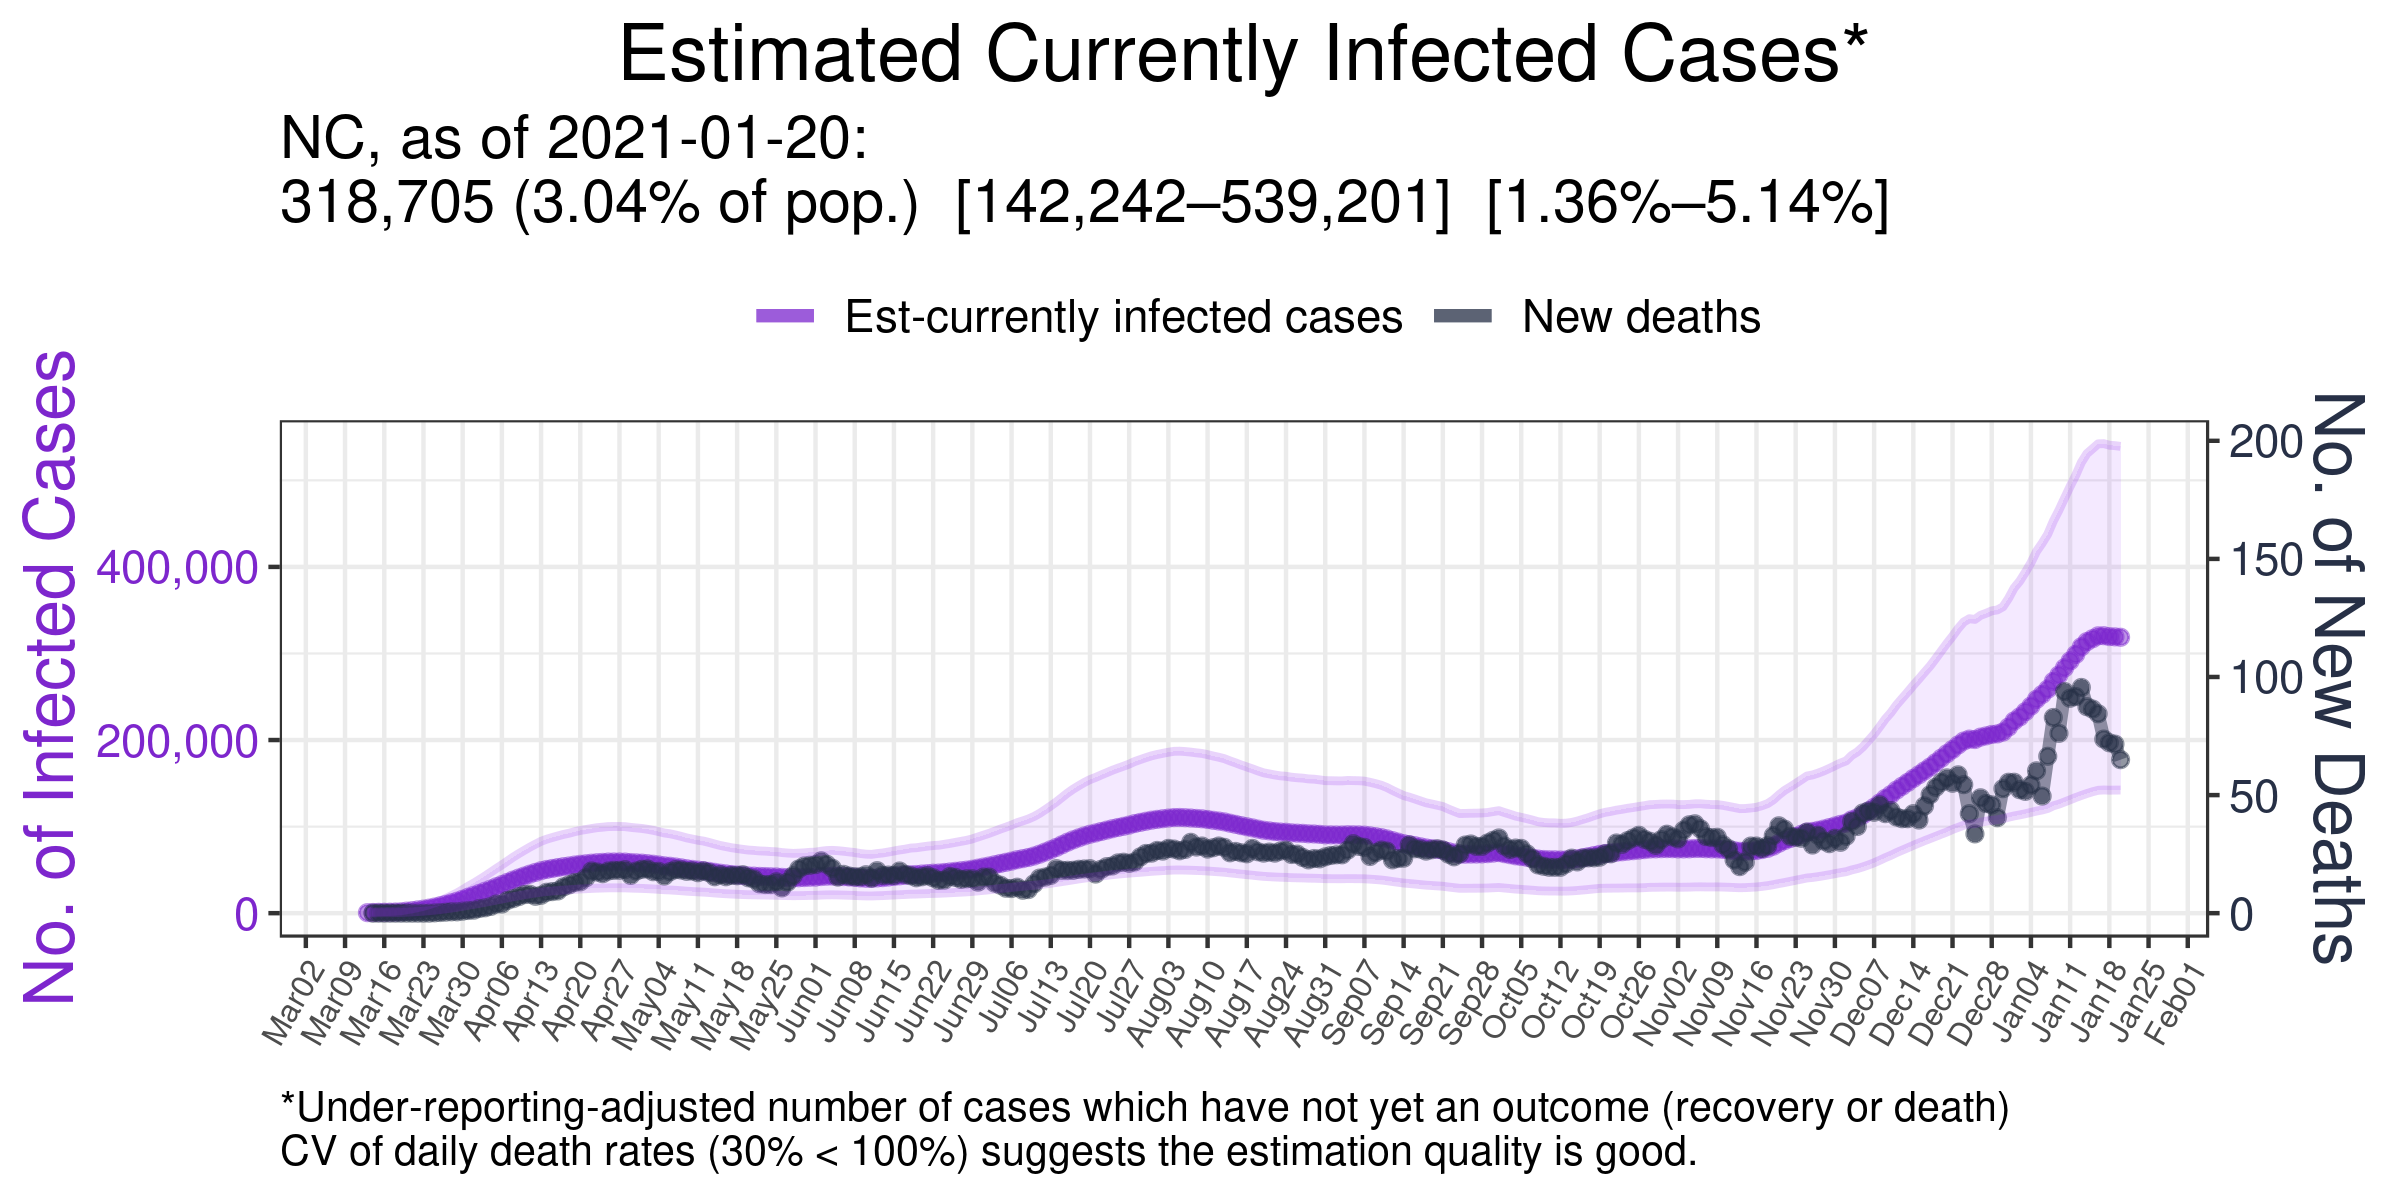 Estimated Currently Infected Cases*
NC, as of 2021-01-20:
318,705 (3.04% of pop.) [142,242–539,201] [1.36%–5.14%]
Est-currently infected cases
New deaths
No. of Infected Cases
400,000
200,000
0
200
150
100
50
0
No. of New Deaths
Mar02
Mar09
Mar16
Mar23
Mar30
Apr06
Apr13
Apr20
Apr27
May04
May11
May18
May25
Jun01
Jun08
Jun15
Jun22
Jun29
Jul06
Jul13
Jul20
Jul27
Aug03
Aug10
Aug17
Aug24
Aug31
Sep07
Sep14
Sep21
Sep28
Oct05
Oct12
Oct19
Oct26
Nov02
Nov09
Nov16
Nov23
Nov30
Dec07
Dec14
Dec21
Dec28
Jan04
Jan11
Jan18
Jan25
Feb01
*Under-reporting-adjusted number of cases which have not yet an outcome (recovery or death)
CV of daily death rates (30% < 100%) suggests the estimation quality is good.